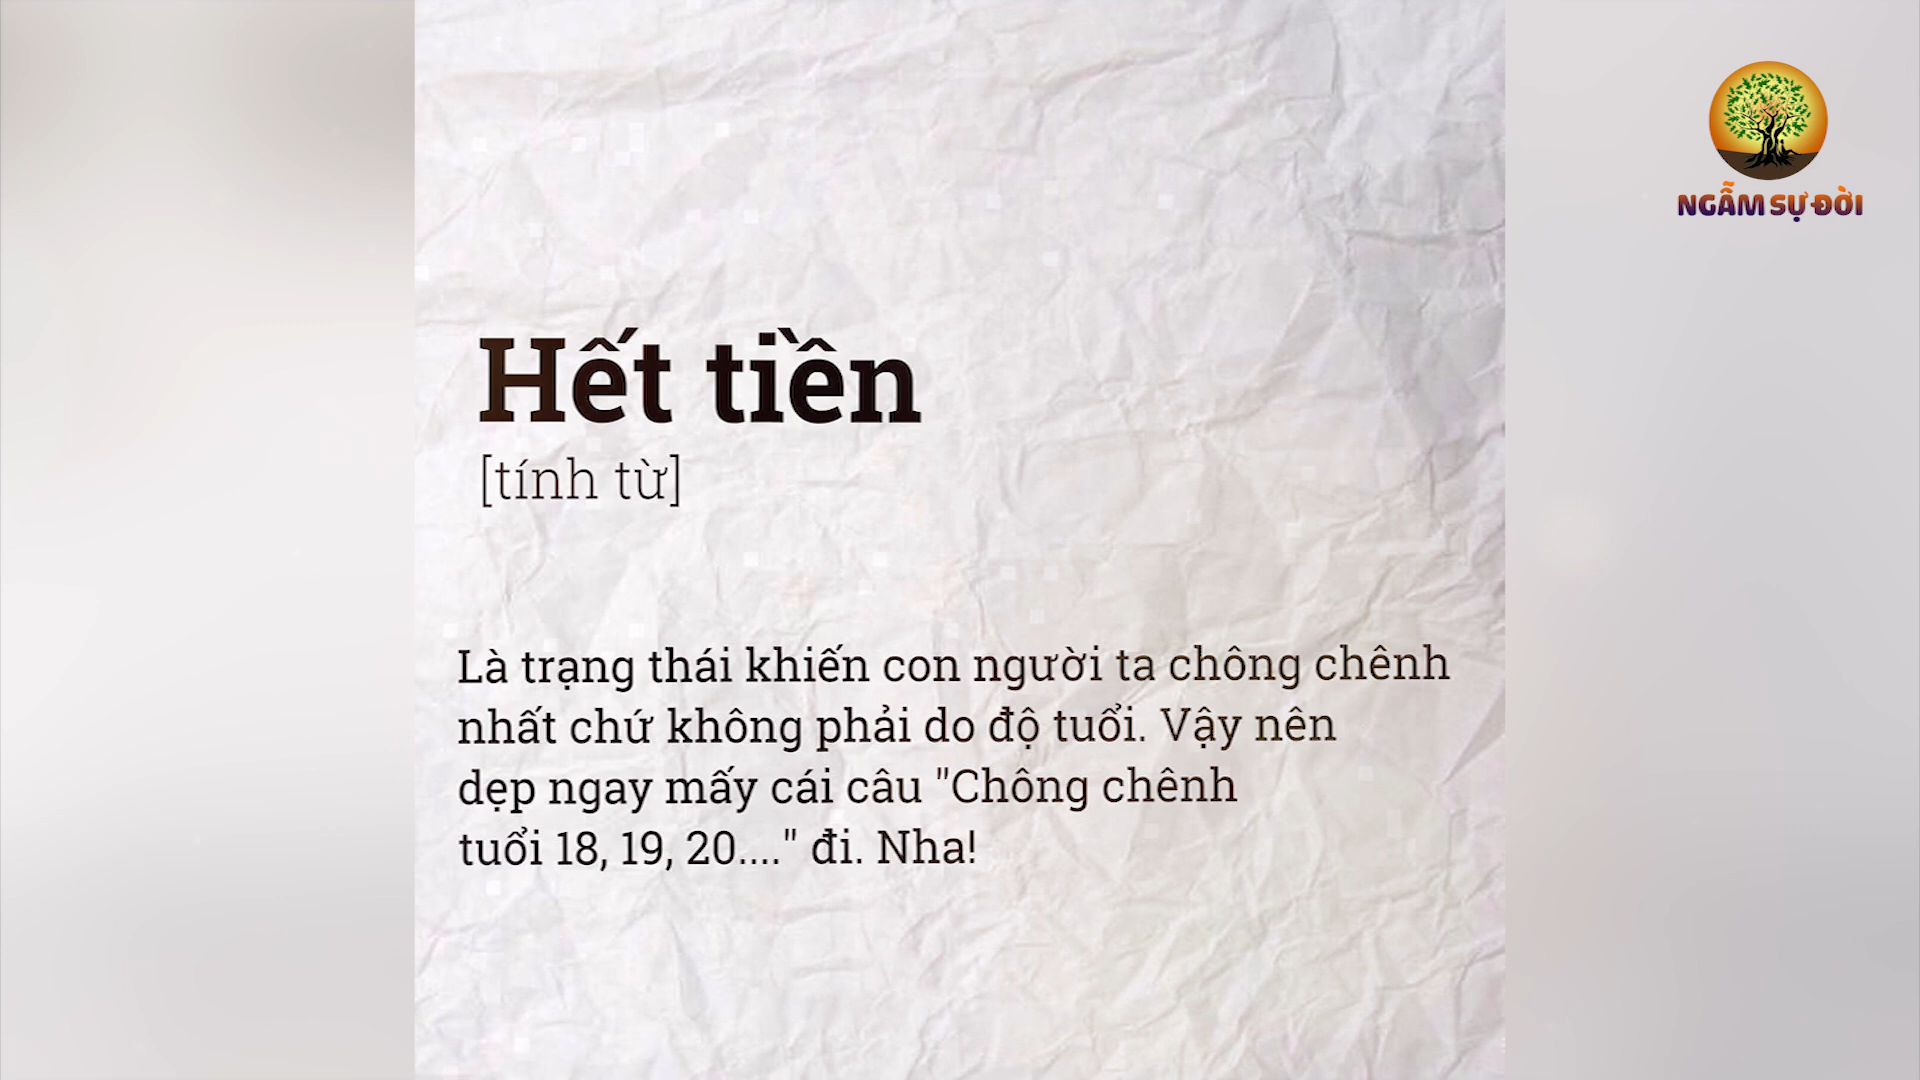 NGẪM SỰ ĐỜI
Hết tiền
[tính từ]
Là trạng thái khiến con người ta chông chênh
nhất chứ không phải do độ tuổi. Vậy nên
dẹp ngay mấy cái câu "Chông chênh
tuổi 18, 19, 20...." đi. Nha!